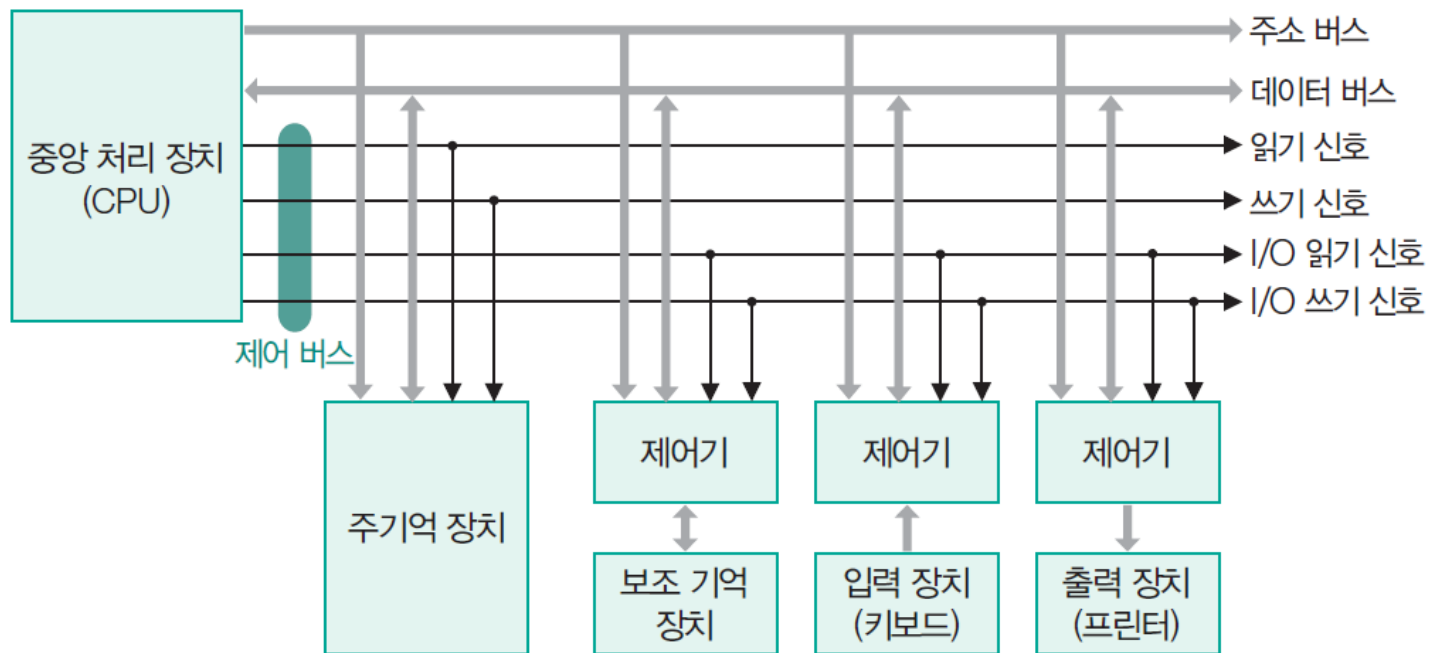 주소 버스
데이터 버스
중앙 처리 장치
(CPU)
읽기 신호
쓰기 신호
I/O 읽기 신호
I/O 쓰기 신호
제어 버스
주기억 장치
제어기
제어기
제어기
보조 기억
장치
입력 장치
(키보드)
출력 장치
(프린터)